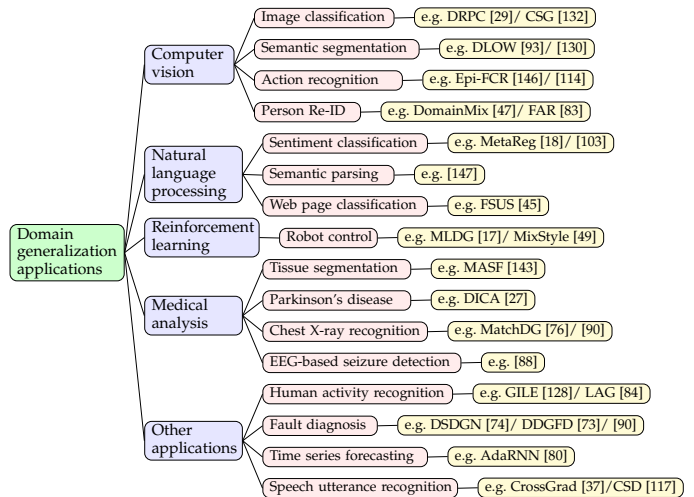 Domain
generalization
applications
Computer
vision
Image classification
e.g. DRPC [29]/ CSG [132]
Semantic segmentation
e.g. DLOW [93]/ [130]
Action recognition
e.g. Epi-FCR [146]/ [114]
Person Re-ID
e.g. DomainMix [47]/ FAR [83]
Natural
language
processing
Sentiment classification
e.g. MetaReg [18]/ [103]
Semantic parsing
e.g. [147]
Web page classification
e.g. FSUS [45]
Reinforcement
learning
Robot control
e.g. MLDG [17]/ MixStyle [49]
Medical
analysis
Tissue segmentation
e.g. MASF [143]
Parkinson's disease
e.g. DICA [27]
Chest X-ray recognition
e.g. MatchDG [76]/ [90]
EEG-based seizure detection
e.g. [88]
Other
applications
Human activity recognition
e.g. GILE [128]/ LAG [84]
Fault diagnosis
e.g. DSDGN [74]/ DDGFD [73]/ [90]
Time series forecasting
e.g. AdaRNN [80]
Speech utterance recognition
e.g. CrossGrad [37]/CSD [117]